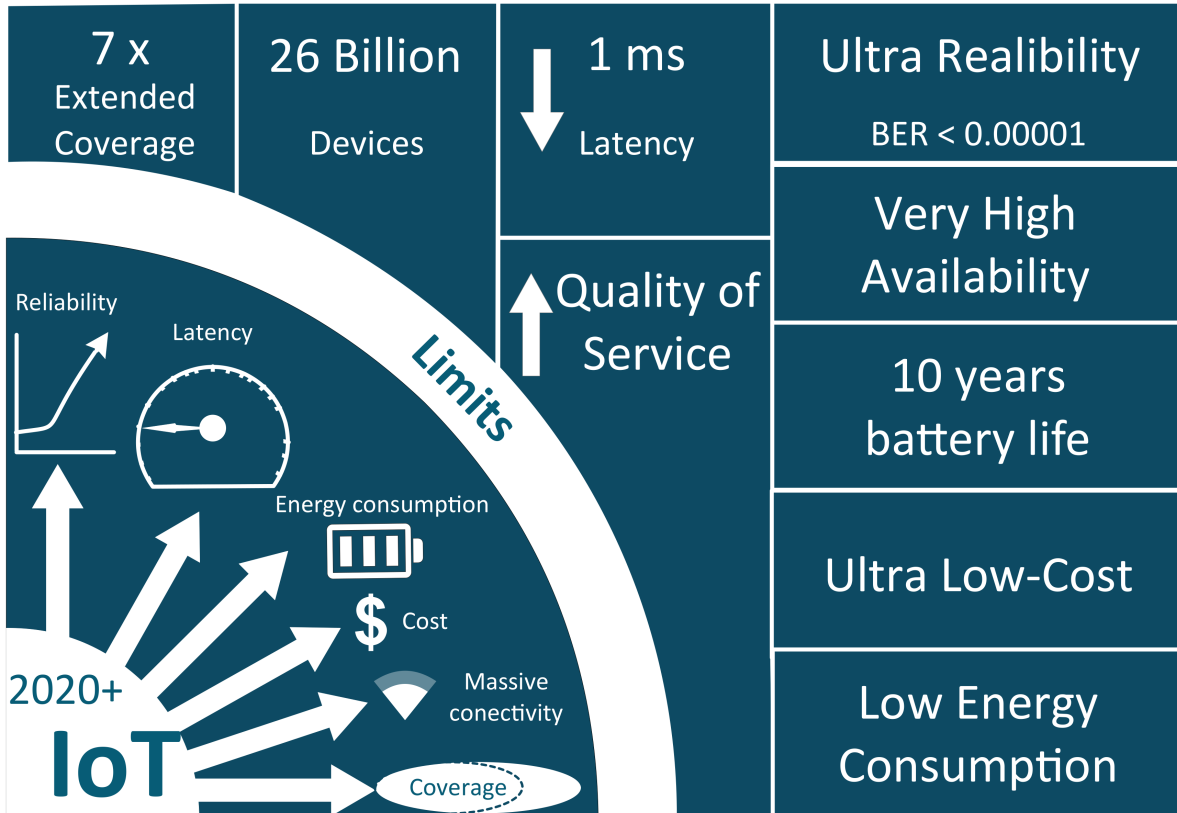 7 x
Extended
Coverage
26 Billion
Devices
1 ms
Latency
Ultra Realibility
BER < 0.00001
Very High
Availability
Quality of
Service
10 years
battery life
Ultra Low-Cost
Low Energy
Consumption
Limits
Reliability
Latency
Energy consumption
$ Cost
Massive
conectivity
Coverage
2020+
IoT